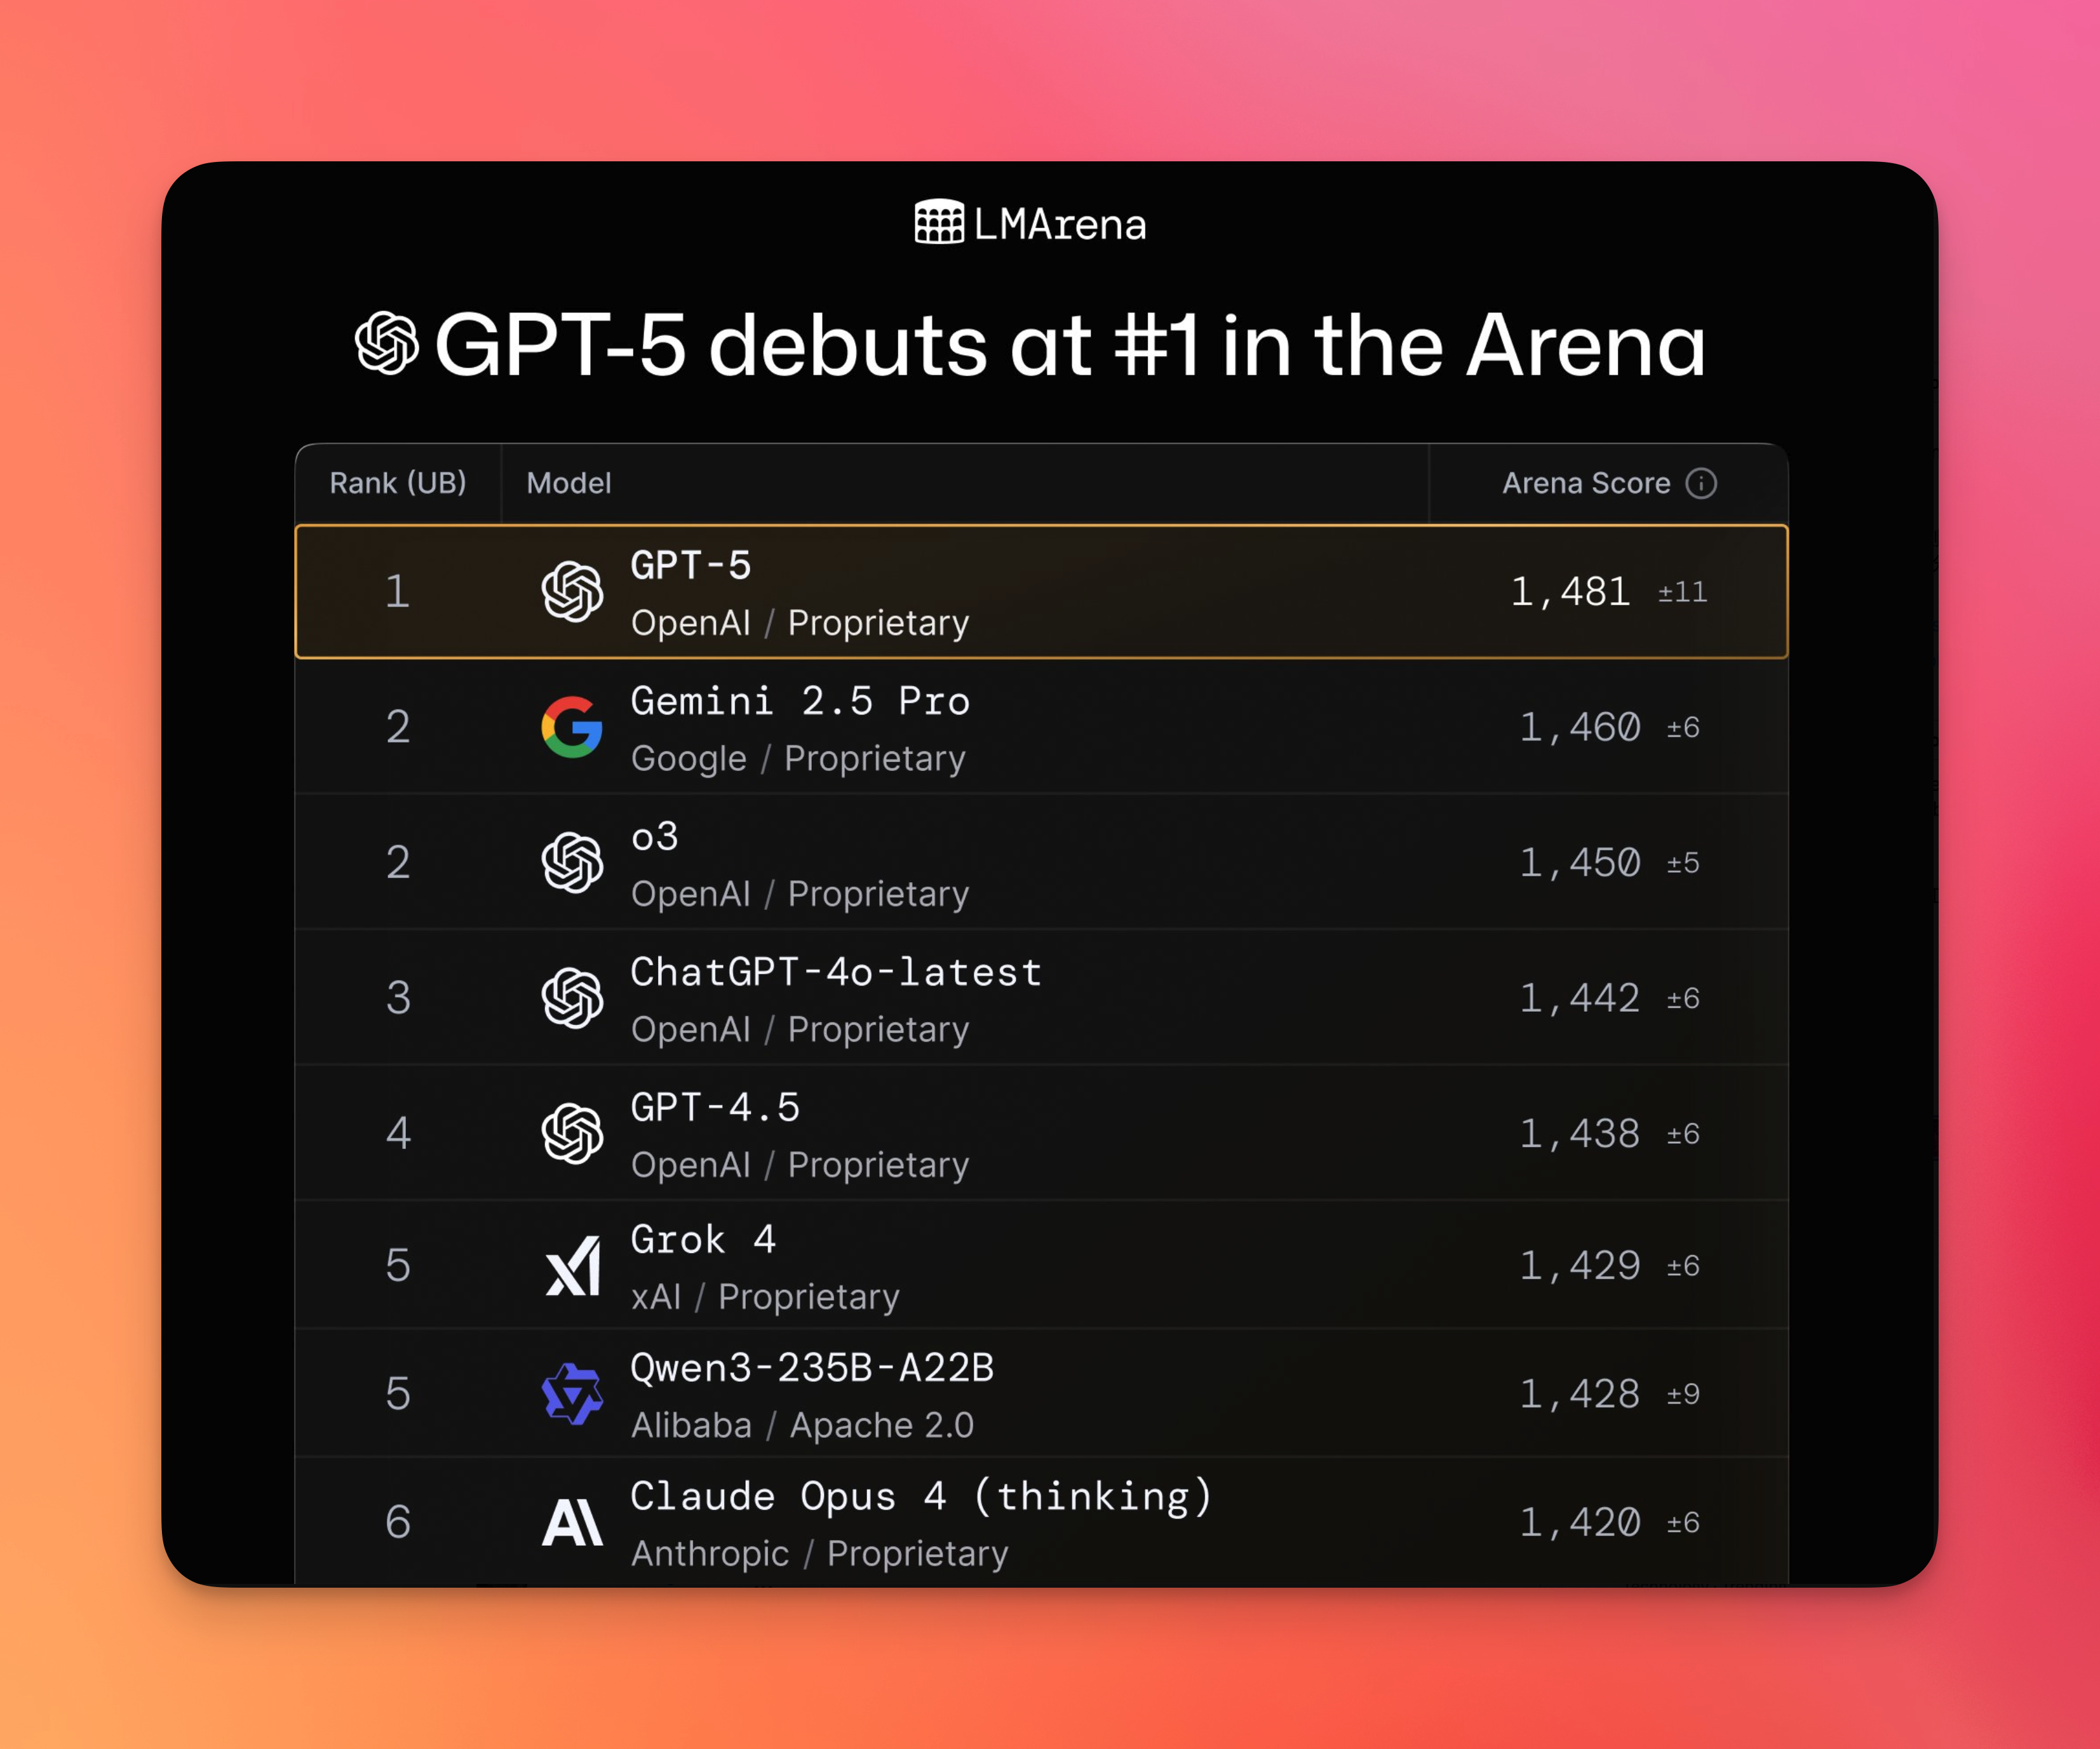 LMArena
GPT-5 debuts at #1 in the Arena
Rank (UB) Model Arena Score
1 GPT-5 1,481 ±11
OpenAI / Proprietary
2 Gemini 2.5 Pro 1,460 ±6
Google / Proprietary
2 o3 1,450 ±5
OpenAI / Proprietary
3 ChatGPT-4o-latest 1,442 ±6
OpenAI / Proprietary
4 GPT-4.5 1,438 ±6
OpenAI / Proprietary
5 Grok 4 1,429 ±6
xAI / Proprietary
5 Qwen3-235B-A22B 1,428 ±9
Alibaba / Apache 2.0
6 Claude Opus 4 (thinking) 1,420 ±6
Anthropic / Proprietary